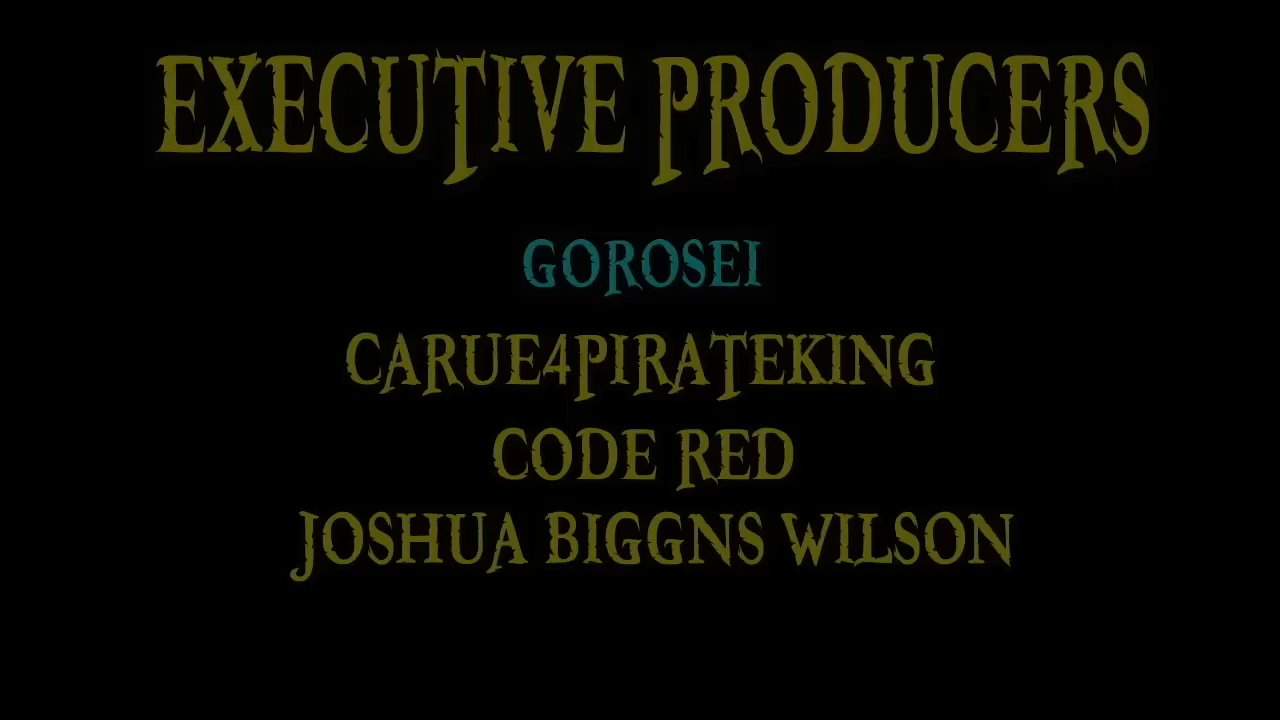 EXECUTIVE PRODUCERS
GOROSEI
CARUE4PIRATEKING
CODE RED
JOSHUA BIGGNS WILSON